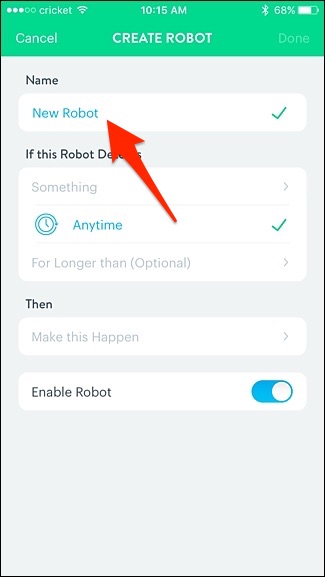 cricket 10:15 AM 68%
Cancel CREATE ROBOT Done
Name
New Robot
If this Robot De s
Something
Anytime
For Longer than (Optional)
Then
Make this Happen
Enable Robot